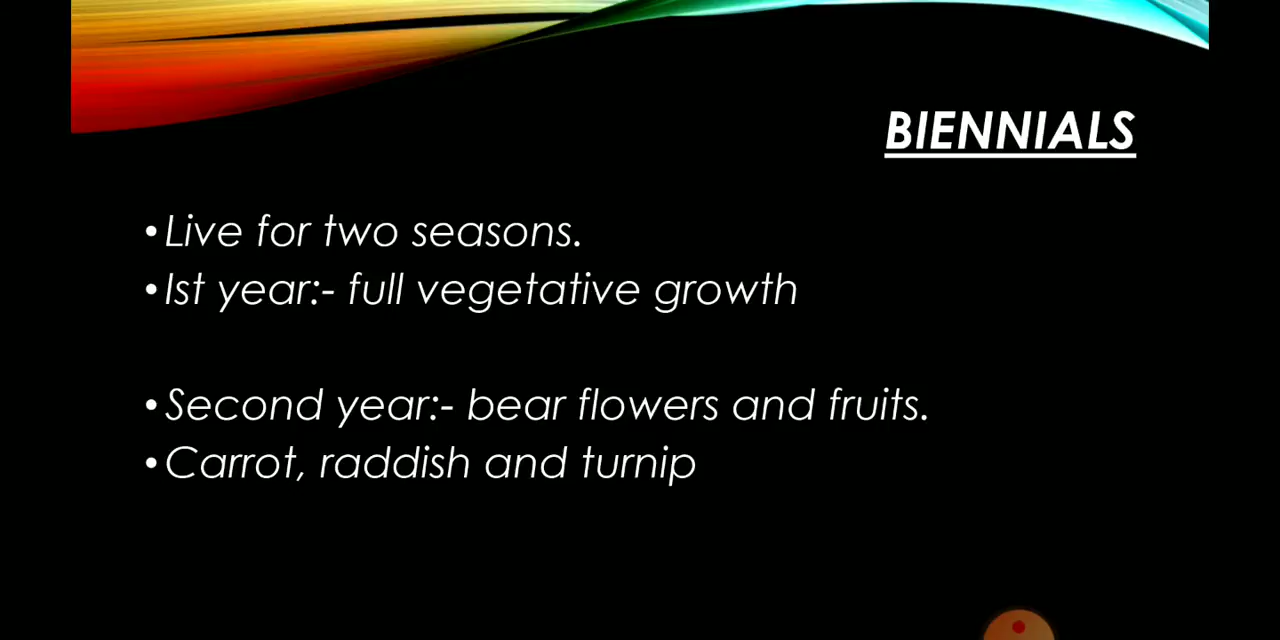 BIENNIALS
•Live for two seasons.
•Ist year:- full vegetative growth
•Second year:- bear flowers and fruits.
•Carrot, raddish and turnip